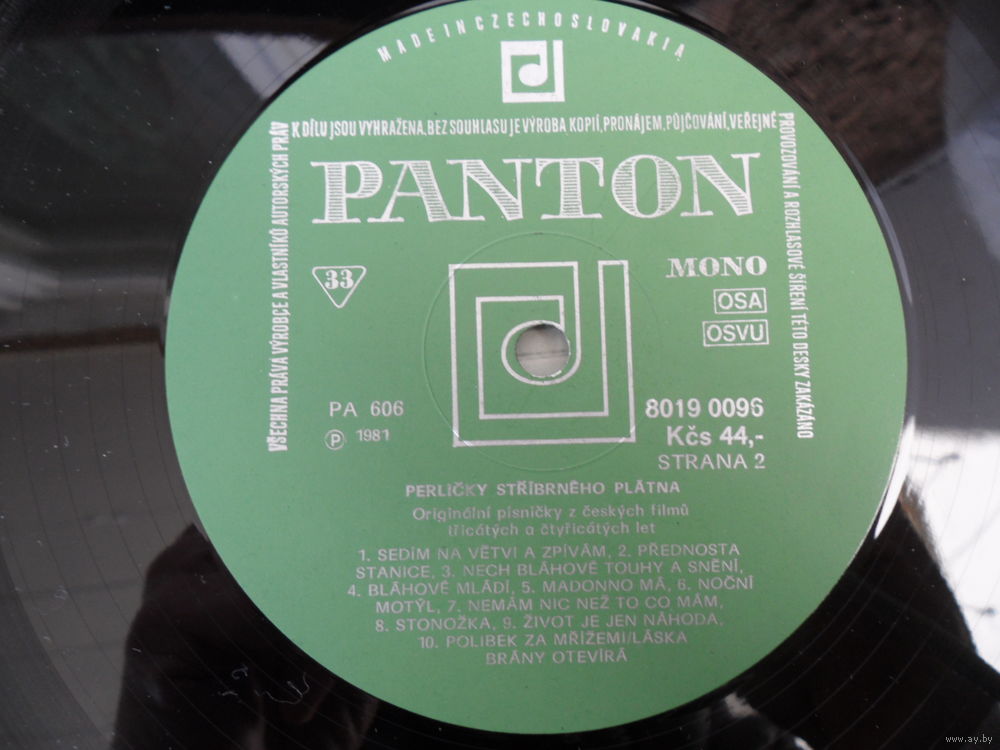 MADE IN CZECHOSLOVAKIA
VŠECHNA PRÁVA VÝROBCE A VLASTNÍKŮ AUTORSKÝCH PRÁV
K DÍLU JSOU VYHRAŽENA. BEZ SOUHLASU JE VÝROBA KOPIÍ, PRONÁJEM, PŮJČOVÁNÍ, VEŘEJNÉ
PROVOZOVÁNÍ A ROZHLASOVÉ ŠÍŘENÍ TÉTO DESKY ZAKÁZÁNO
PANTON
33
MONO
OSA
OSVU
PA 606
Ⓟ 1981
8019 0096
Kčs 44,-
STRANA 2
PERLIČKY STŘÍBRNÉHO PLÁTNA
Originální písničky z českých filmů
třicátých a čtyřicátých let
1. SEDÍM NA VĚTVI A ZPÍVÁM, 2. PŘEDNOSTA
STANICE, 3. NECH BLÁHOVÉ TOUHY A SNĚNÍ,
4. BLÁHOVÉ MLÁDÍ, 5. MADONNO MÁ, 6. NOČNÍ
MOTÝL, 7. NEMÁM NIC NEŽ TO CO MÁM,
8. STONOŽKA, 9. ŽIVOT JE JEN NÁHODA,
10. POLIBEK ZA MŘÍŽEMI/LÁSKA
BRÁNY OTEVÍRÁ
www.ay.by